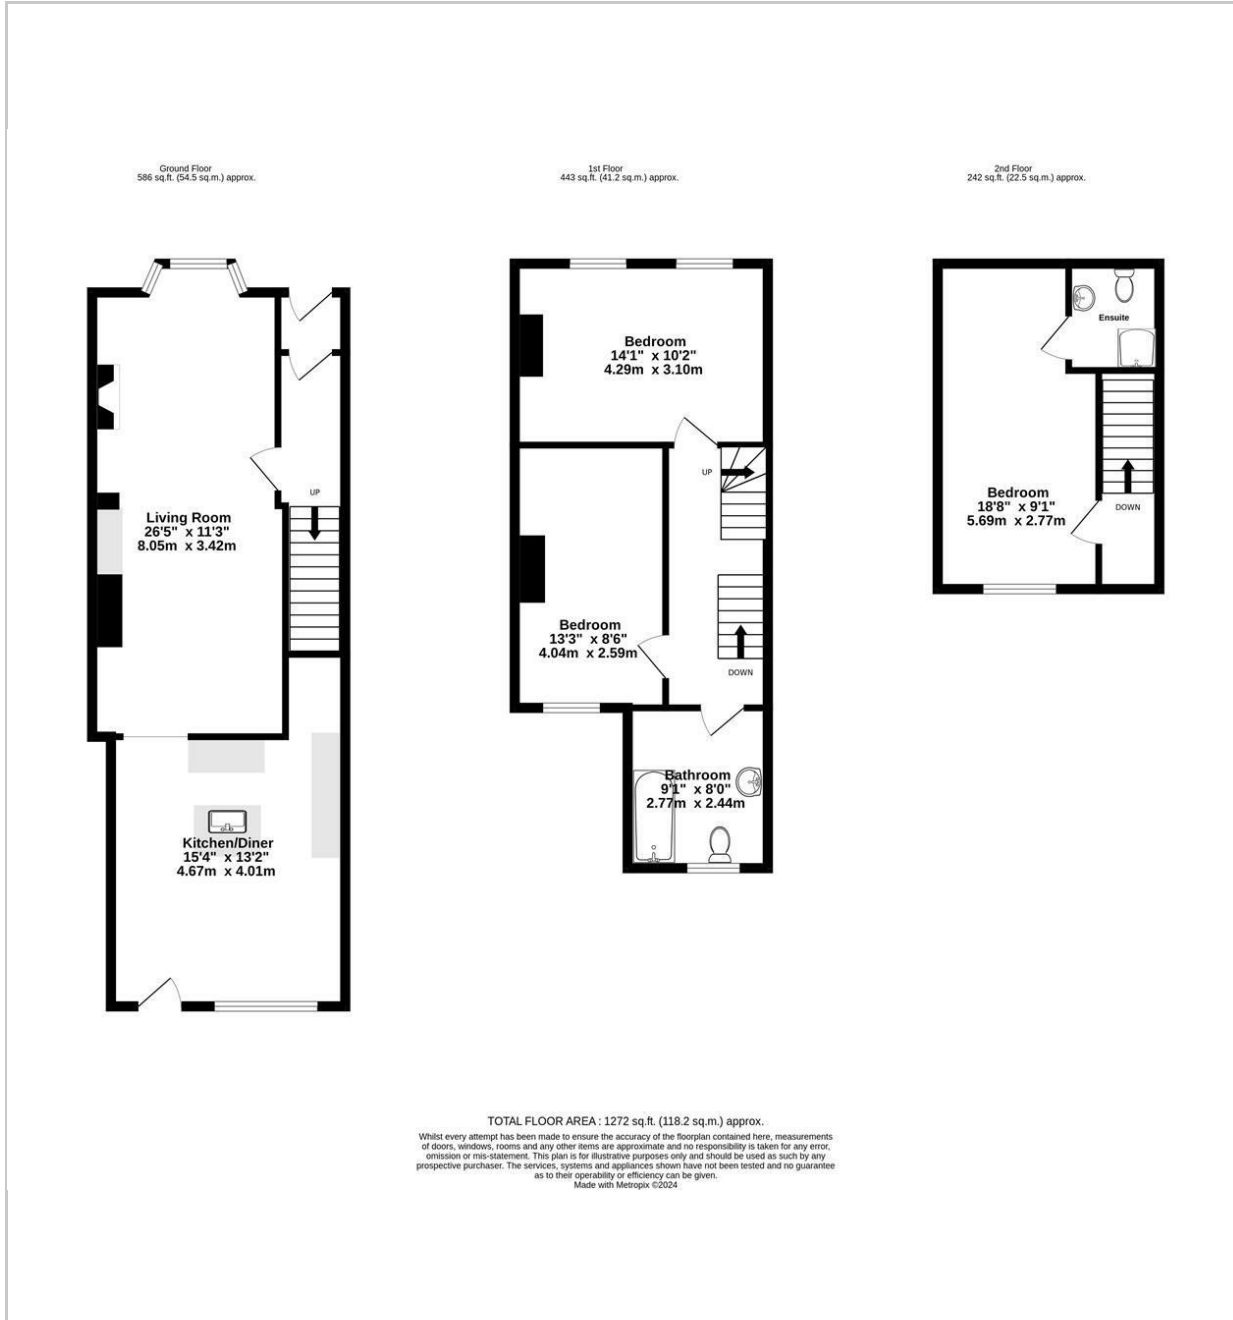 Ground Floor
586 sq.ft. (54.5 sq.m.) approx.
1st Floor
443 sq.ft. (41.2 sq.m.) approx.
2nd Floor
242 sq.ft. (22.5 sq.m.) approx.
Living Room
26'5" x 11'3"
8.05m x 3.42m
UP
Kitchen/Diner
15'4" x 13'2"
4.67m x 4.01m
Bedroom
14'1" x 10'2"
4.29m x 3.10m
UP
Bedroom
13'3" x 8'6"
4.04m x 2.59m
DOWN
Bathroom
9'1" x 8'0"
2.77m x 2.44m
Ensuite
Bedroom
18'8" x 9'1"
5.69m x 2.77m
DOWN
TOTAL FLOOR AREA : 1272 sq.ft. (118.2 sq.m.) approx.
Whilst every attempt has been made to ensure the accuracy of the floorplan contained here, measurements
of doors, windows, rooms and any other items are approximate and no responsibility is taken for any error,
omission or mis-statement. This plan is for illustrative purposes only and should be used as such by any
prospective purchaser. The services, systems and appliances shown have not been tested and no guarantee
as to their operability or efficiency can be given.
Made with Metropix ©2024